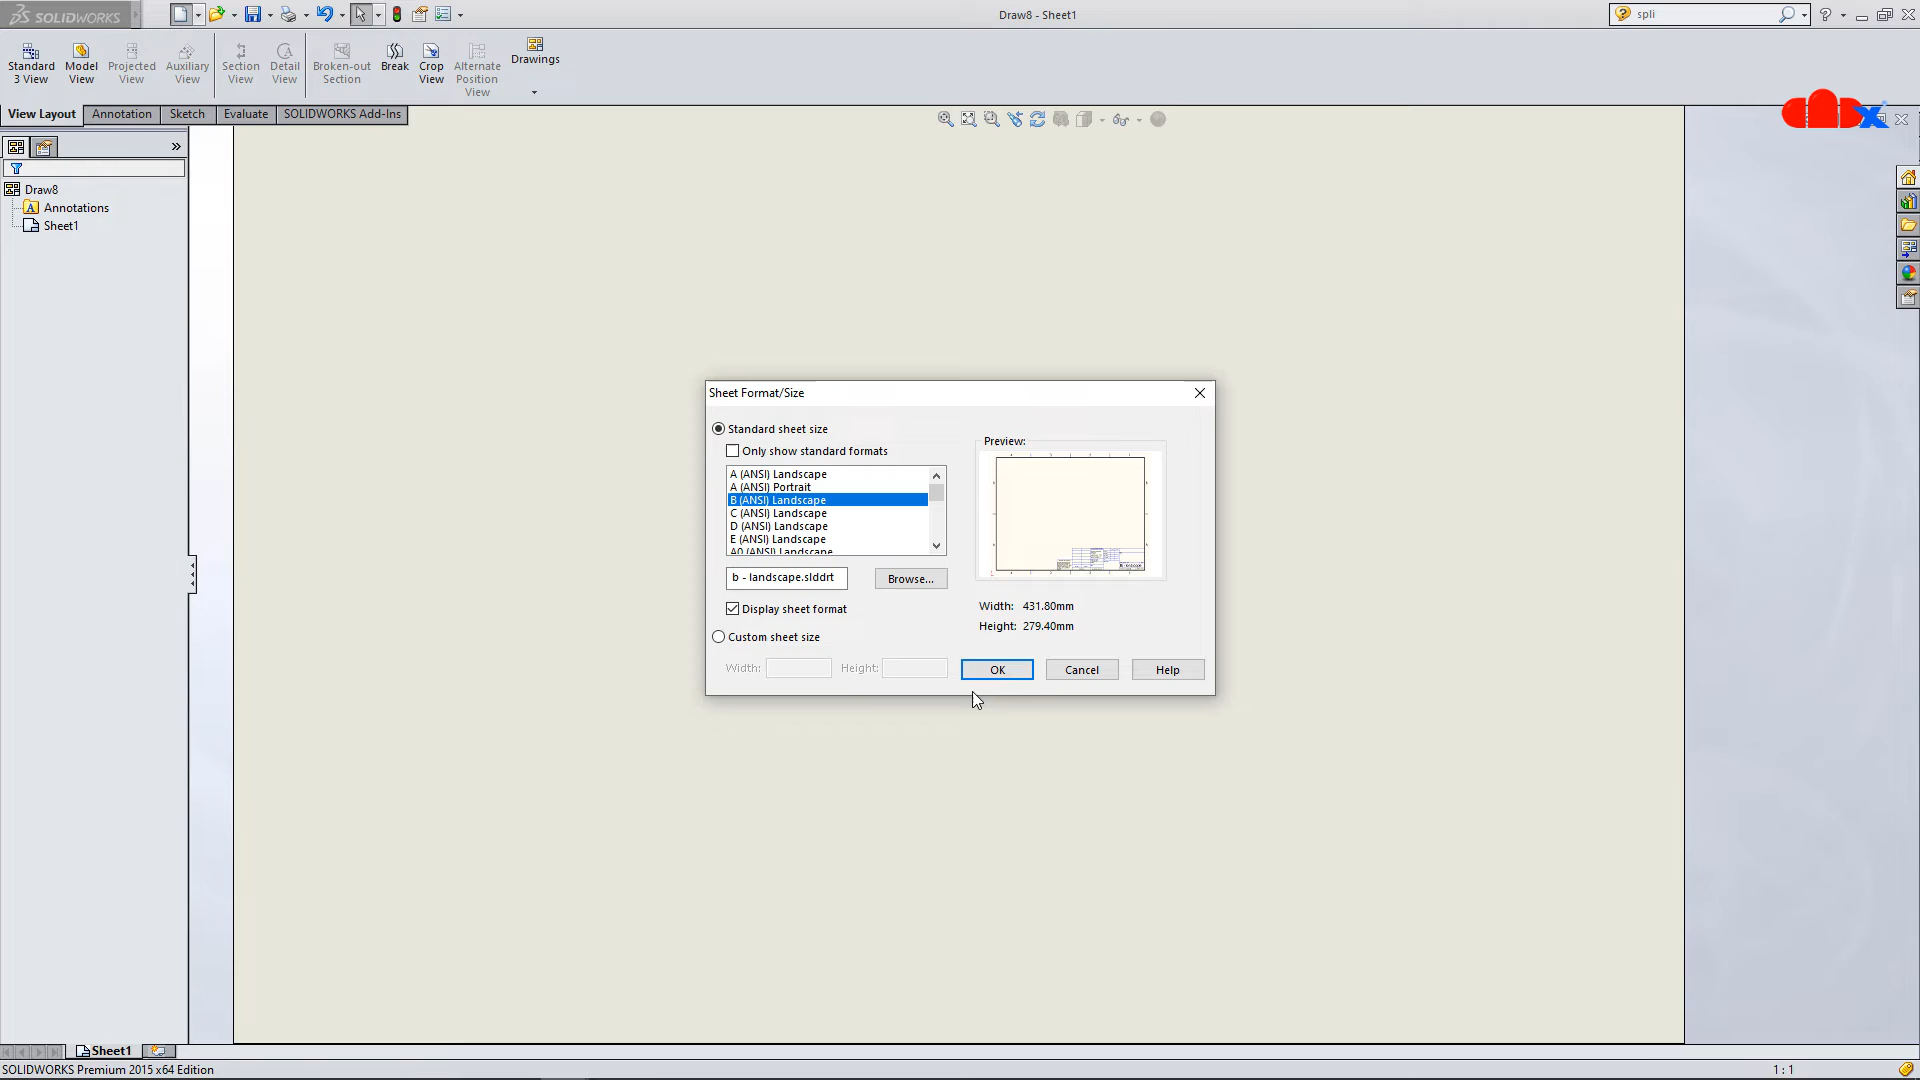 SOLIDWORKS
Draw8 - Sheet1
spli
Standard
3 View
Model
View
Projected
View
Auxiliary
View
Section
View
Detail
View
Broken-out
Section
Break
Crop
View
Alternate
Position
View
Drawings
View Layout
Annotation
Sketch
Evaluate
SOLIDWORKS Add-Ins
Draw8
Annotations
Sheet1
Sheet Format/Size
Standard sheet size
Only show standard formats
A (ANSI) Landscape
A (ANSI) Portrait
B (ANSI) Landscape
C (ANSI) Landscape
D (ANSI) Landscape
E (ANSI) Landscape
A0 (ANSI) Landscape
b - landscape.slddrt
Browse...
Display sheet format
Custom sheet size
Width:
Height:
Preview:
Width: 431.80mm
Height: 279.40mm
OK
Cancel
Help
Sheet1
SOLIDWORKS Premium 2015 x64 Edition
1 : 1